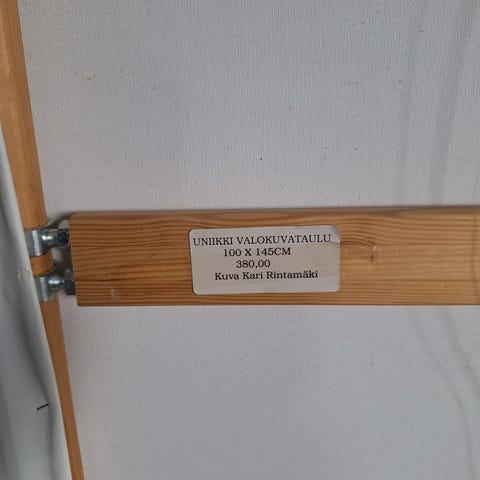 UNIIKKI VALOKUVATAULU
100 X 145CM
380,00
Kuva Kari Rintamäki